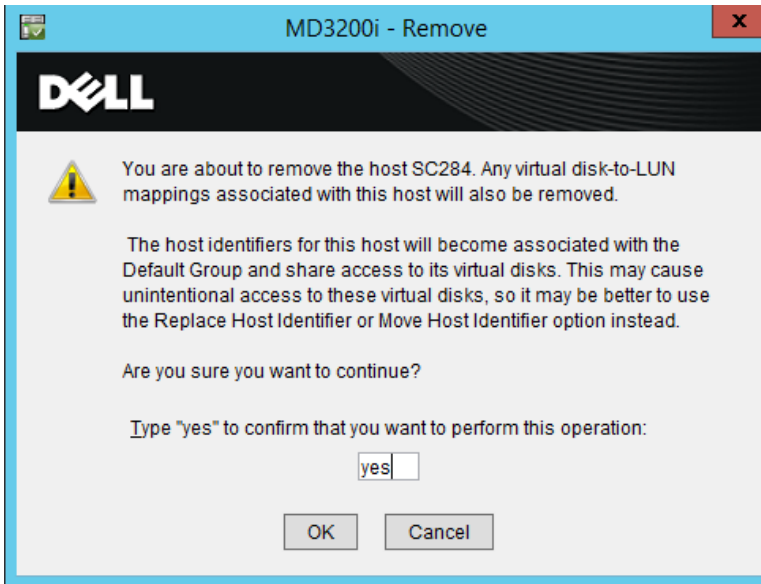 MD3200i - Remove
x
DELL
You are about to remove the host SC284. Any virtual disk-to-LUN
mappings associated with this host will also be removed.
The host identifiers for this host will become associated with the
Default Group and share access to its virtual disks. This may cause
unintentional access to these virtual disks, so it may be better to use
the Replace Host Identifier or Move Host Identifier option instead.
Are you sure you want to continue?
Type "yes" to confirm that you want to perform this operation:
yes
OK Cancel